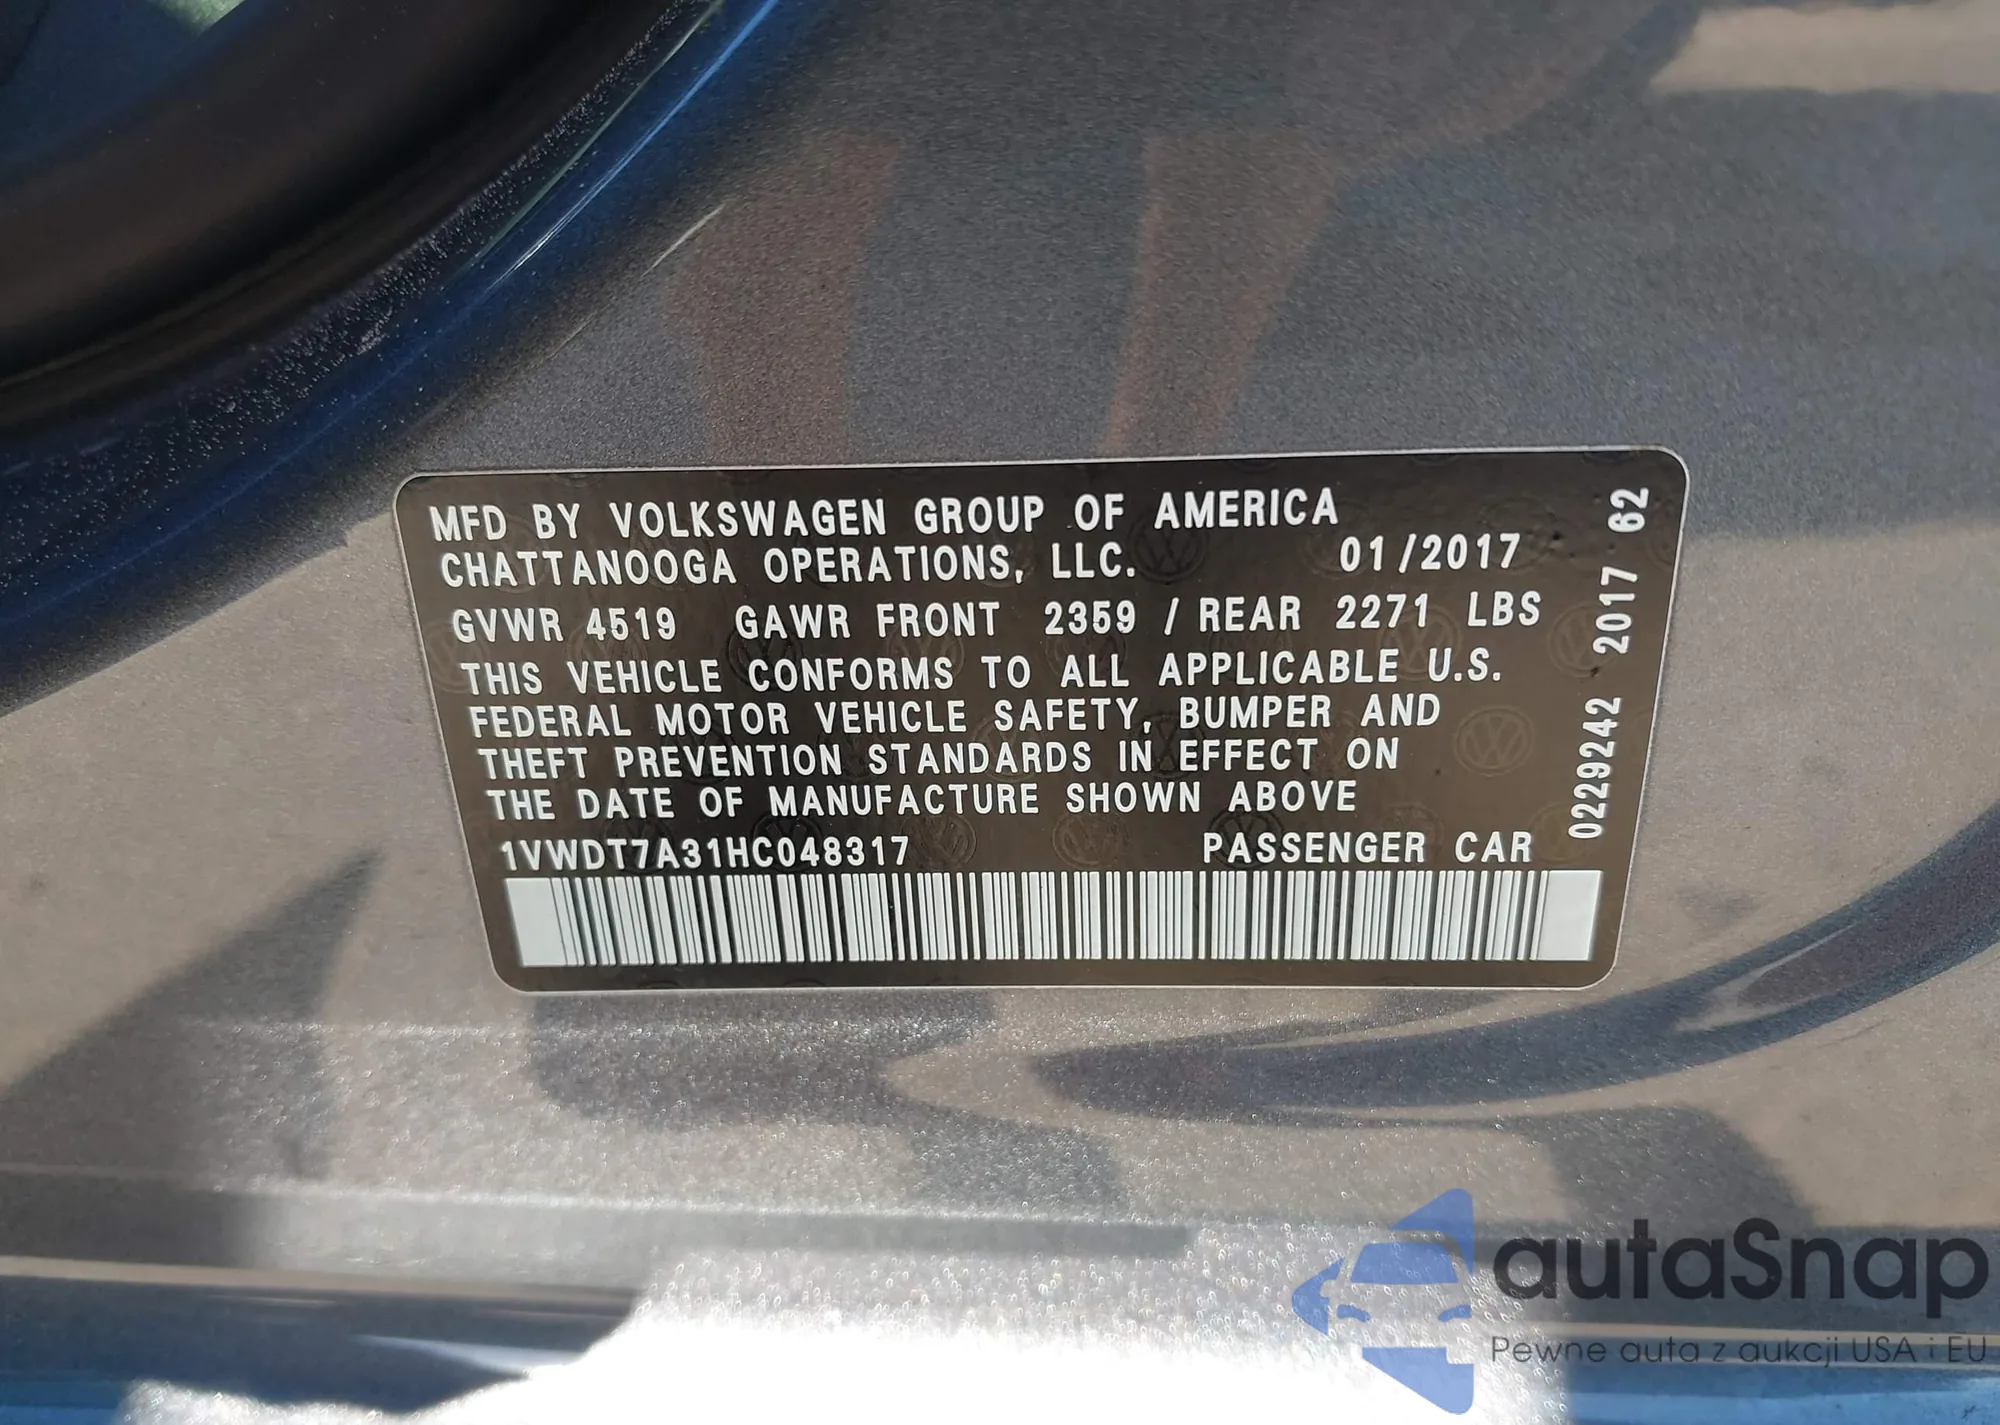 MFD BY VOLKSWAGEN GROUP OF AMERICA
CHATTANOOGA OPERATIONS, LLC. 01/2017
GVWR 4519 GAWR FRONT 2359 / REAR 2271 LBS
THIS VEHICLE CONFORMS TO ALL APPLICABLE U.S.
FEDERAL MOTOR VEHICLE SAFETY, BUMPER AND
THEFT PREVENTION STANDARDS IN EFFECT ON
THE DATE OF MANUFACTURE SHOWN ABOVE
1VWDT7A31HC048317 PASSENGER CAR
0229242 2017 62
autaSnap
Pewne auta z aukcji USA i EU